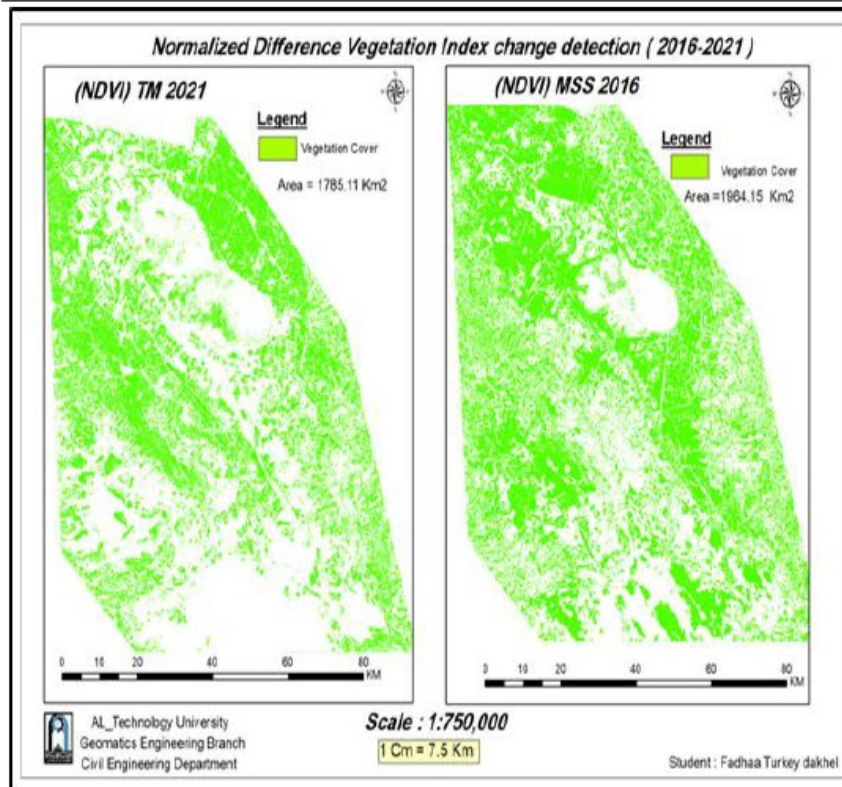 Normalized Difference Vegetation Index change detection ( 2016-2021 )
(NDVI) TM 2021
Legend
Vegetation Cover
Area = 1785.11 Km2
0 10 20 40 60 80
KM
(NDVI) MSS 2016
Legend
Vegetation Cover
Area =1964.15 Km2
0 10 20 40 60 80
KM
AL_Technology University
Geomatics Engineering Branch
Civil Engineering Department
Scale : 1:750,000
1 Cm = 7.5 Km
Student : Fadhaa Turkey dakhel